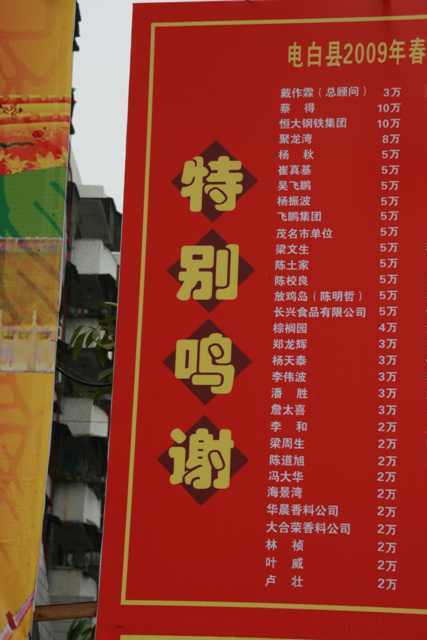 电白县2009年春
特别鸣谢
戴作霖（总顾问） 3万
蔡 得 10万
恒大钢铁集团 10万
聚龙湾 8万
杨 秋 5万
崔真基 5万
吴飞鹏 5万
杨振波 5万
飞鹏集团 5万
茂名市单位 5万
梁文生 5万
陈土家 5万
陈校良 5万
放鸡岛（陈明哲） 5万
长兴食品有限公司 5万
棕榈园 4万
郑龙辉 3万
杨天泰 3万
李伟波 3万
潘 胜 3万
詹太喜 3万
李 和 2万
梁周生 2万
陈道旭 2万
冯大华 2万
海景湾 2万
华晨香料公司 2万
大合荣香料公司 2万
林 祯 2万
叶 威 2万
卢 壮 2万